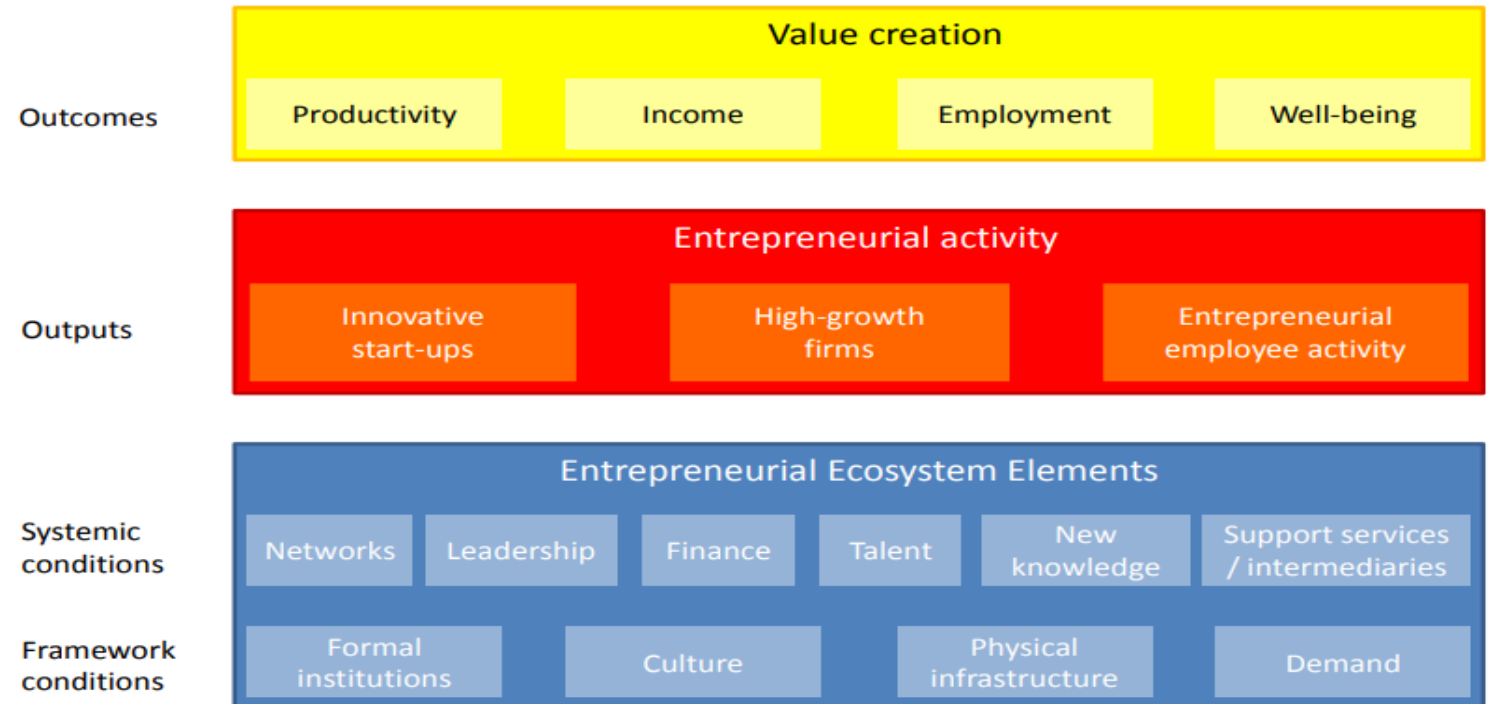 Value creation
Outcomes
Productivity
Income
Employment
Well-being
Entrepreneurial activity
Outputs
Innovative
start-ups
High-growth
firms
Entrepreneurial
employee activity
Entrepreneurial Ecosystem Elements
Systemic
conditions
Networks
Leadership
Finance
Talent
New
knowledge
Support services
/ intermediaries
Framework
conditions
Formal
institutions
Culture
Physical
infrastructure
Demand